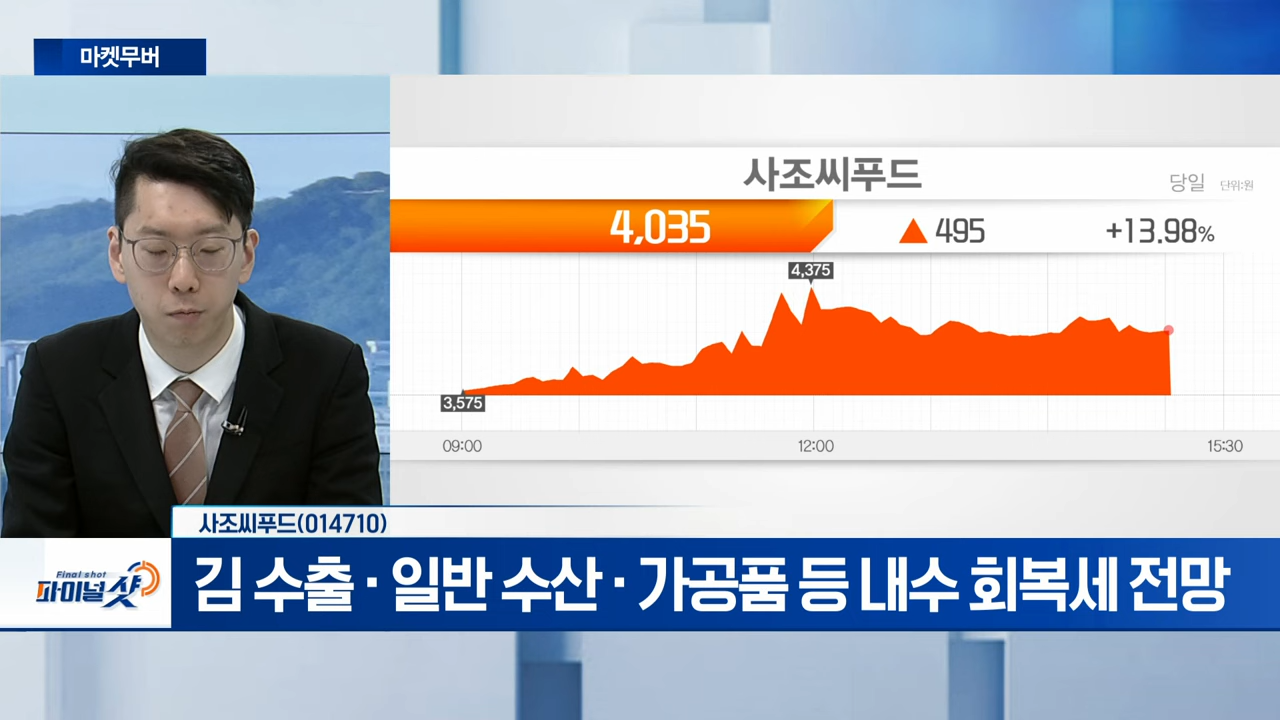 마켓무버
사조씨푸드
당일 단위:원
4,035 ▲ 495 +13.98%
4,375
3,575
09:00 12:00 15:30
사조씨푸드(014710)
Final shot
파이널샷
김 수출·일반 수산·가공품 등 내수 회복세 전망